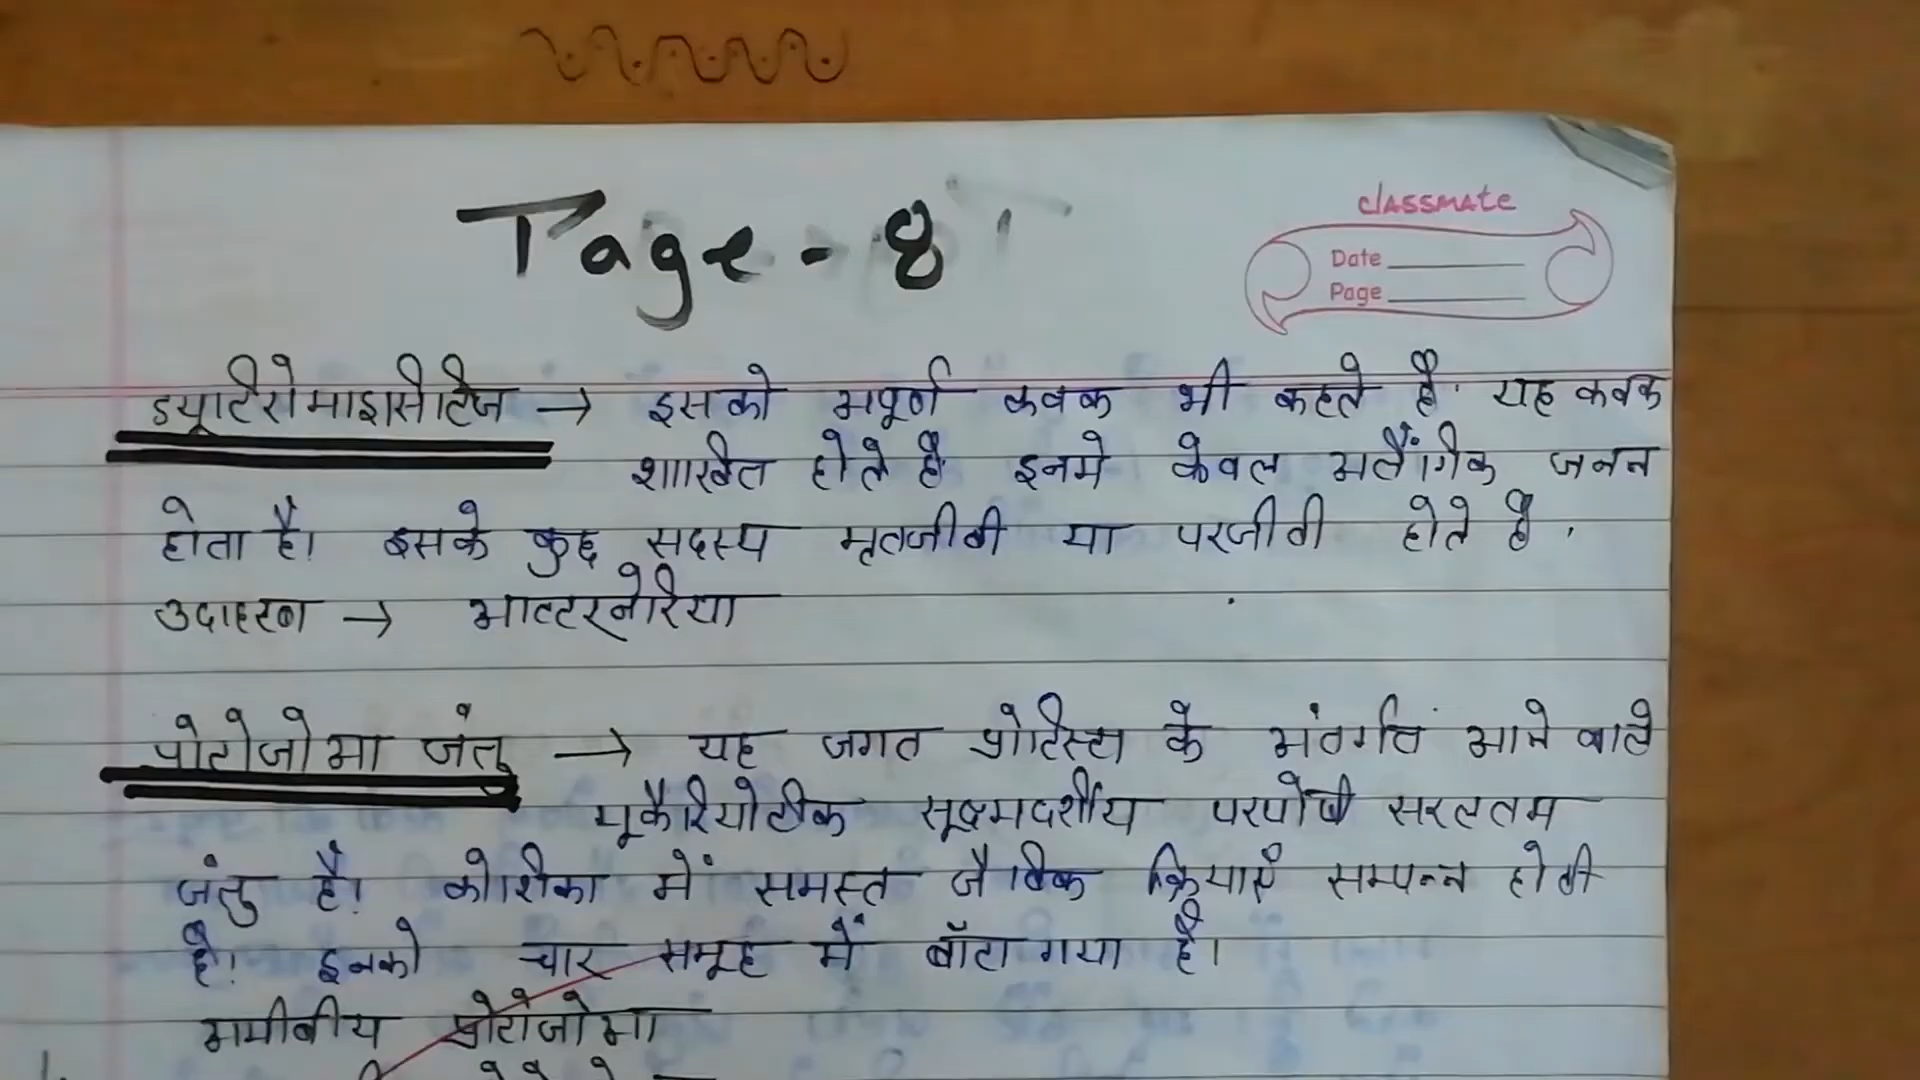 Tage - 8
classmate
Date
Page
ड्यूटिरोमाइसिटिज → इसको अपूर्ण कवक भी कहते है. यह कवक
शाखित होते है इनमे केवल अलैंगिक जनन
होता है। इसके कुछ सदस्य मृतजीवी या परजीवी होते है.
उदाहरण → आल्टरनेरिया
प्रोटोजोआ जंतु → यह जगत प्रोटिस्टा के अंतर्गत आने वाले
यूकैरियोटीक सूक्ष्मदर्शीय परपोषी सरलतम
जंतु है। कोशिका में समस्त जैविक क्रियाएँ सम्पन्न होती
है। इनको चार समूह में बाँटा गया है।
अमीबीय प्रोटोजोआ